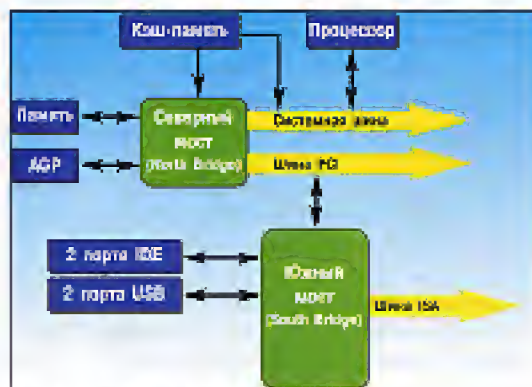 Кэш-память
Процессор
Память
Северный
мост
(North Bridge)
Системная шина
AGP
Шина PCI
2 порта IDE
2 порта USB
Южный
мост
(South Bridge)
Шина ISA